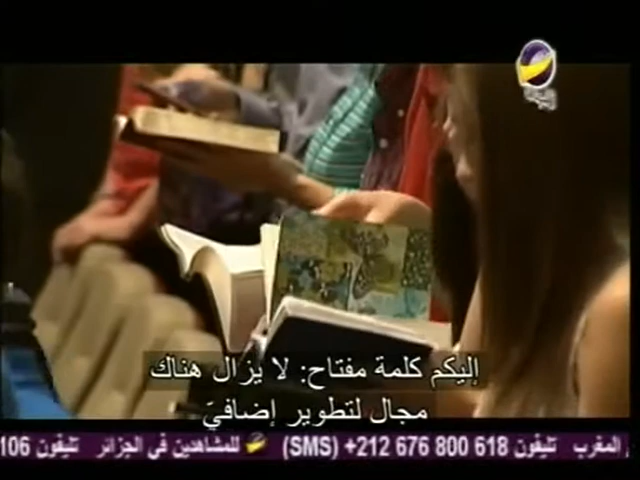 إليكم كلمة مفتاح: لا يزال هناك
مجال لتطوير إضافيّ
المغرب تليفون 618 800 676 212+ (SMS) للمشاهدين في الجزائر تليفون 106